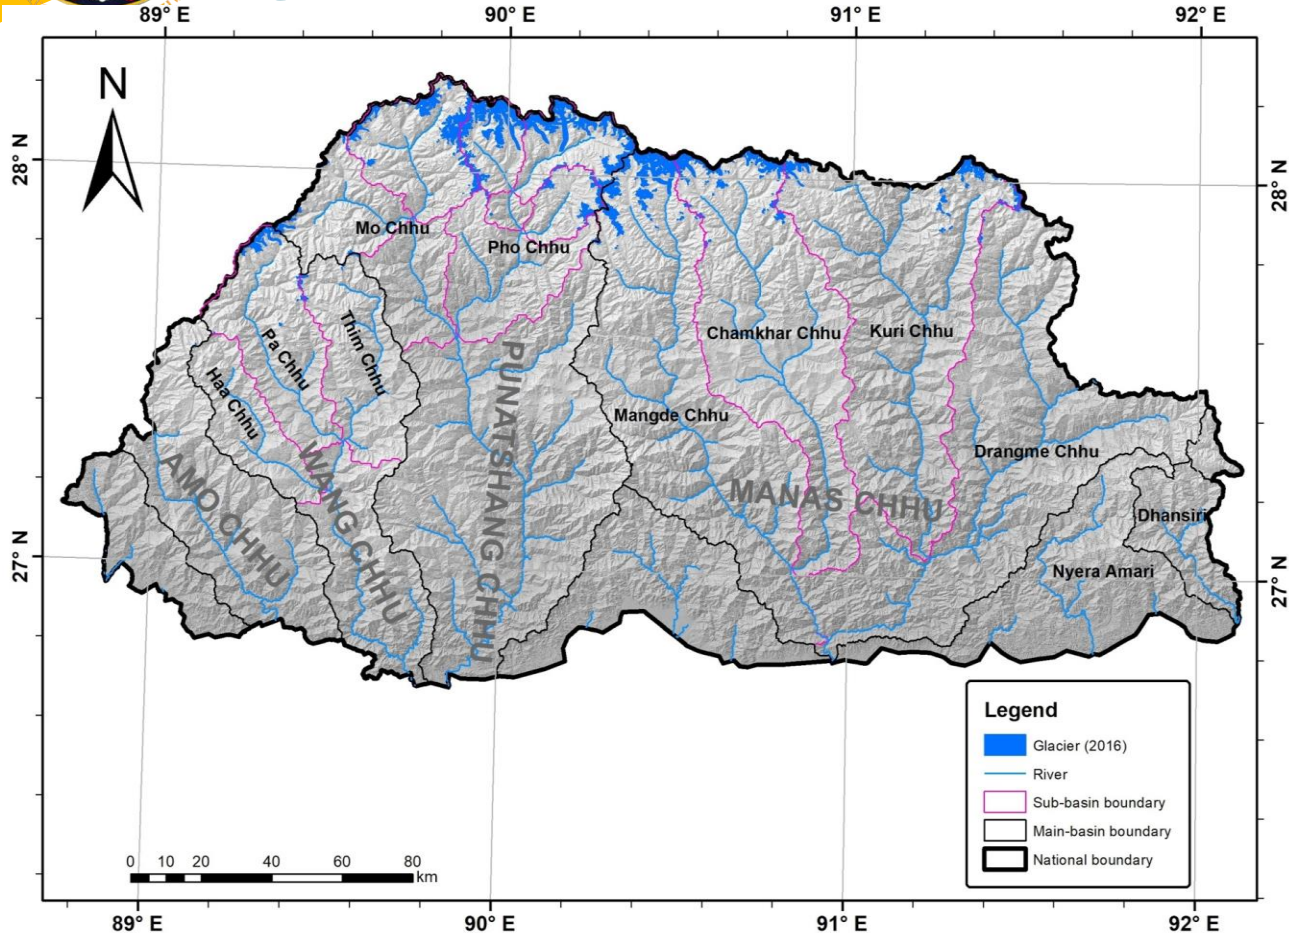 89° E 90° E 91° E 92° E
N
28° N
28° N
Mo Chhu
Pho Chhu
Pa Chhu
Thim Chhu
Haa Chhu
Chamkhar Chhu
Kuri Chhu
Mangde Chhu
Drangme Chhu
AMO CHHU
WANG CHHU
PUNATSHANG CHHU
MANAS CHHU
Dhansiri
Nyera Amari
27° N
27° N
Legend
Glacier (2016)
River
Sub-basin boundary
Main-basin boundary
National boundary
0 10 20 40 60 80
km
89° E 90° E 91° E 92° E